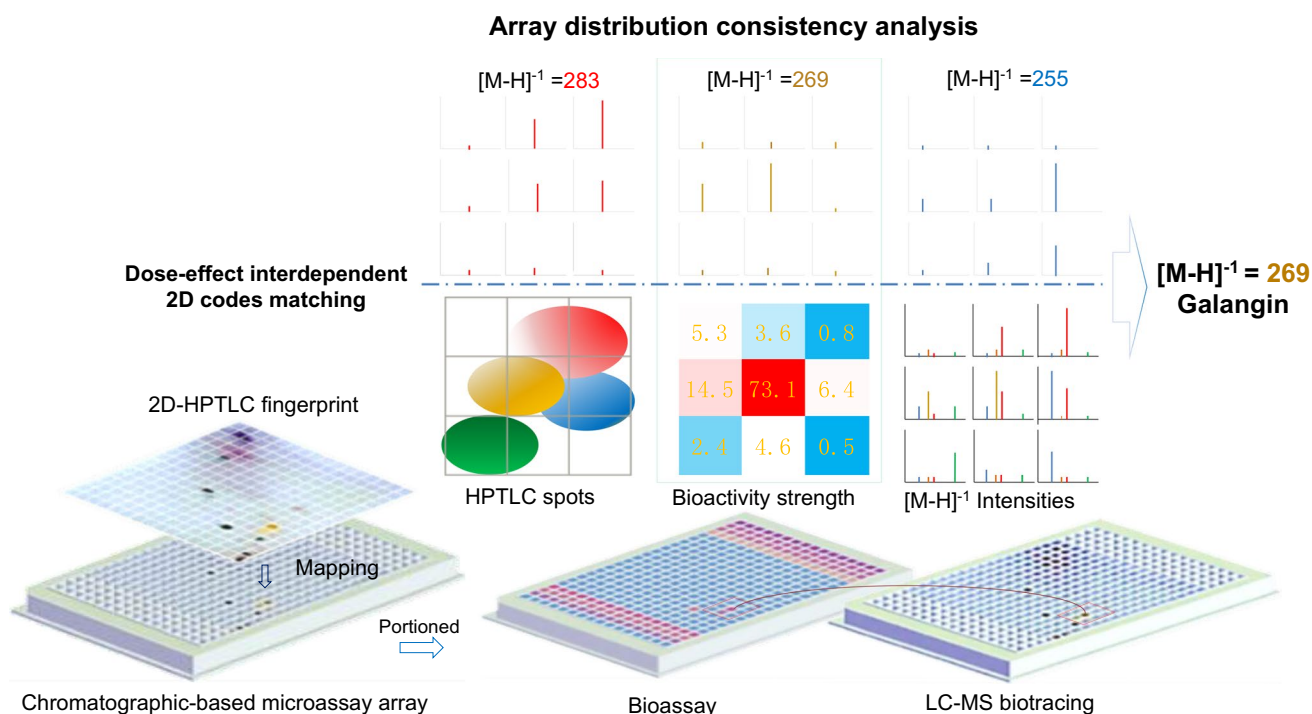 Array distribution consistency analysis
[M-H]-1 =283
[M-H]-1 =269
[M-H]-1 =255
Dose-effect interdependent
2D codes matching
[M-H]-1 = 269
Galangin
5.3 3.6 0.8
14.5 73.1 6.4
2.4 4.6 0.5
2D-HPTLC fingerprint
HPTLC spots
Bioactivity strength
[M-H]-1 Intensities
Mapping
Portioned
Chromatographic-based microassay array
Bioassay
LC-MS biotracing